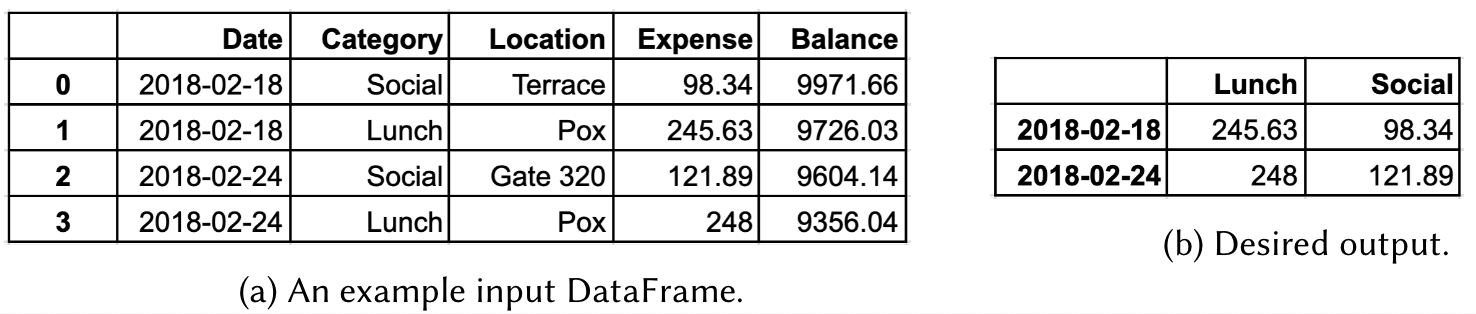 Date Category Location Expense Balance
0 2018-02-18 Social Terrace 98.34 9971.66
1 2018-02-18 Lunch Pox 245.63 9726.03
2 2018-02-24 Social Gate 320 121.89 9604.14
3 2018-02-24 Lunch Pox 248 9356.04
(a) An example input DataFrame.
Lunch Social
2018-02-18 245.63 98.34
2018-02-24 248 121.89
(b) Desired output.